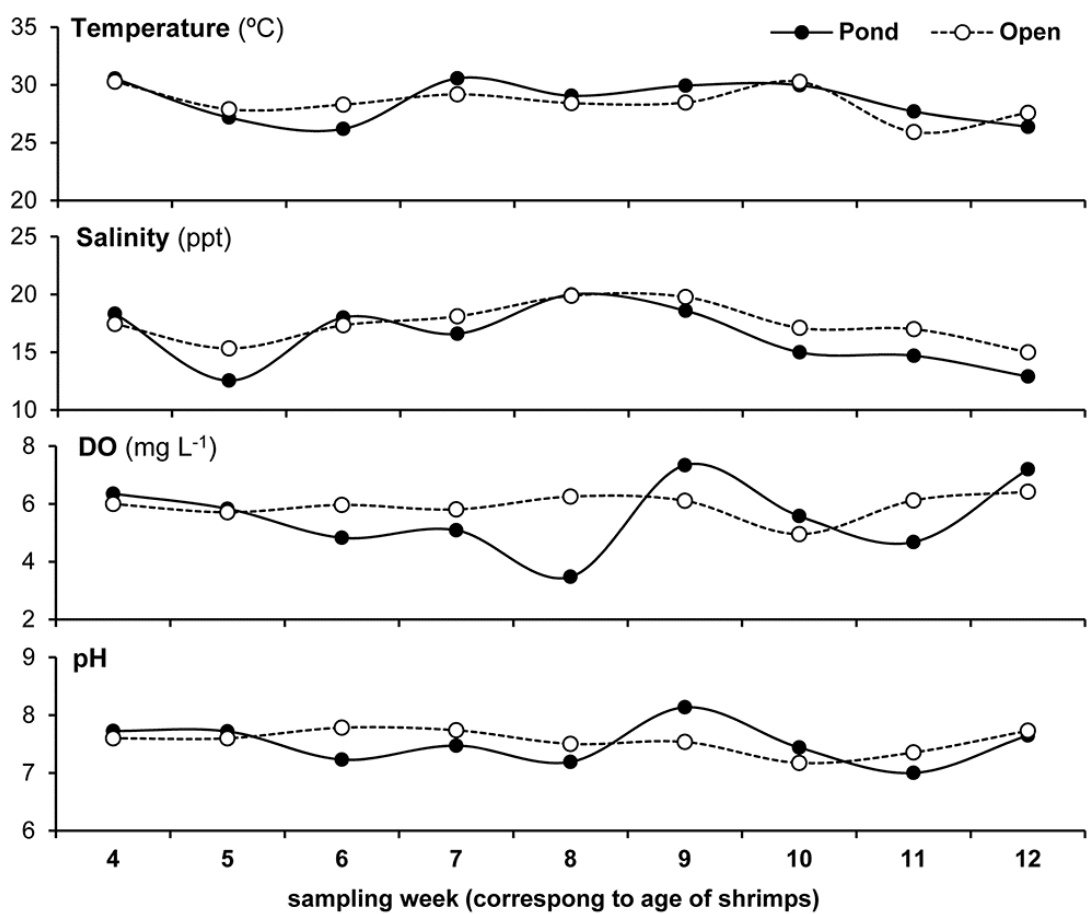 Temperature (ºC)
Pond Open
35
30
25
20
Salinity (ppt)
25
20
15
10
DO (mg L-1)
8
6
4
2
pH
9
8
7
6
4 5 6 7 8 9 10 11 12
sampling week (correspong to age of shrimps)